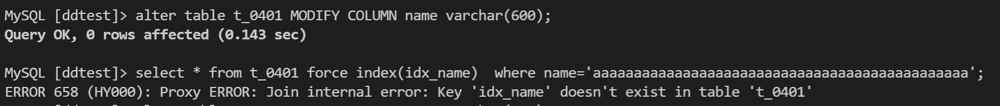 MySQL [ddtest]> alter table t_0401 MODIFY COLUMN name varchar(600);
Query OK, 0 rows affected (0.143 sec)
MySQL [ddtest]> select * from t_0401 force index(idx_name)  where name='aaaaaaaaaaaaaaaaaaaaaaaaaaaaaaaaaaaaaaaaaaaaaa';
ERROR 658 (HY000): Proxy ERROR: Join internal error: Key 'idx_name' doesn't exist in table 't_0401'